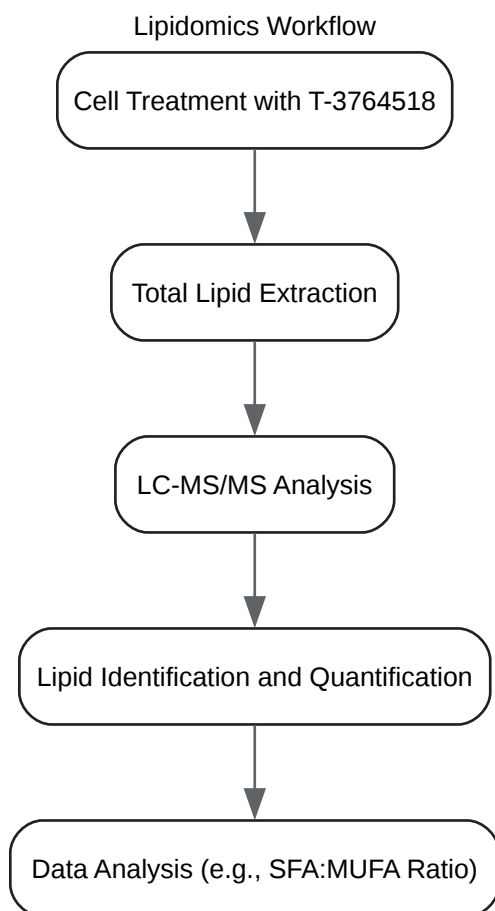 Lipidomics Workflow
Cell Treatment with T-3764518
Total Lipid Extraction
LC-MS/MS Analysis
Lipid Identification and Quantification
Data Analysis (e.g., SFA:MUFA Ratio)